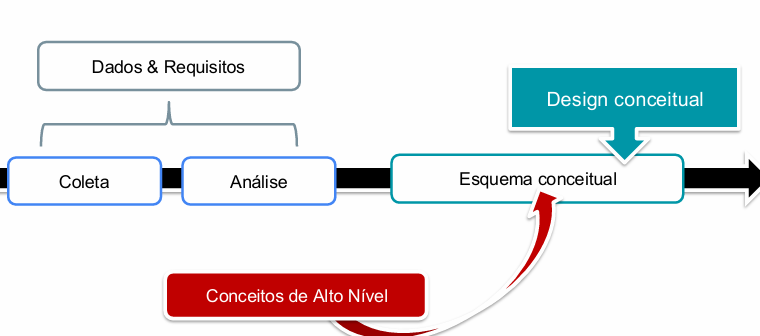 Dados & Requisitos
Design conceitual
Coleta
Análise
Esquema conceitual
Conceitos de Alto Nível